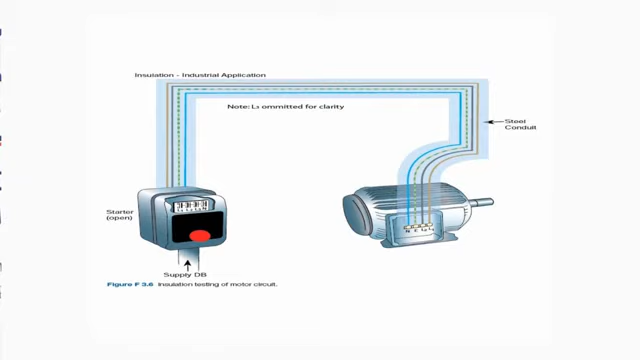 Insulation – Industrial Application
Note: L₃ ommitted for clarity
Steel
Conduit
Starter
(open)
Supply DB
Figure F 3.6 Insulation testing of motor circuit.